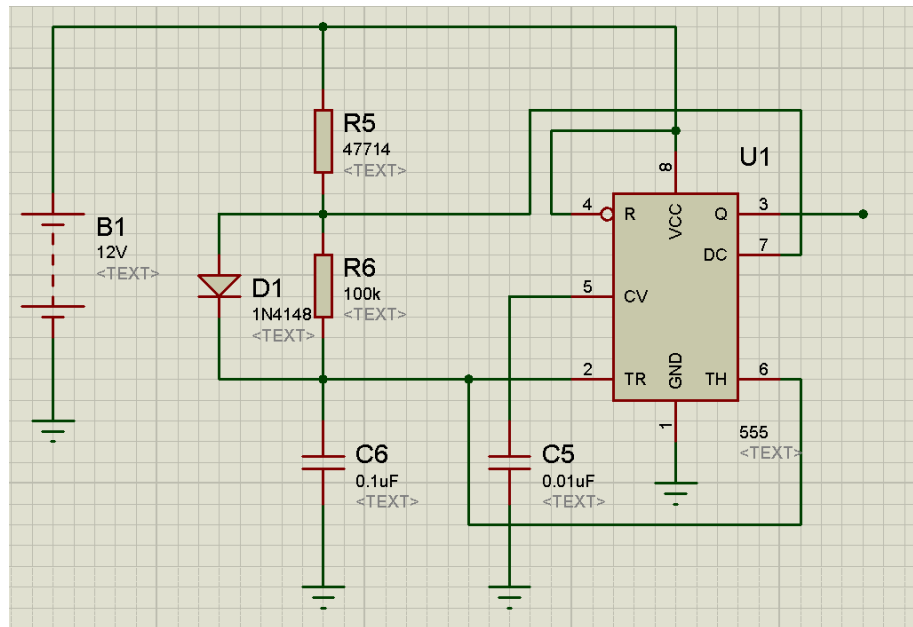 R5
47714
<TEXT>
U1
8
4
R
VCC
Q
3
B1
12V
<TEXT>
DC
7
R6
100k
<TEXT>
D1
1N4148
<TEXT>
5
CV
2
TR
GND
TH
6
1
555
<TEXT>
C6
0.1uF
<TEXT>
C5
0.01uF
<TEXT>